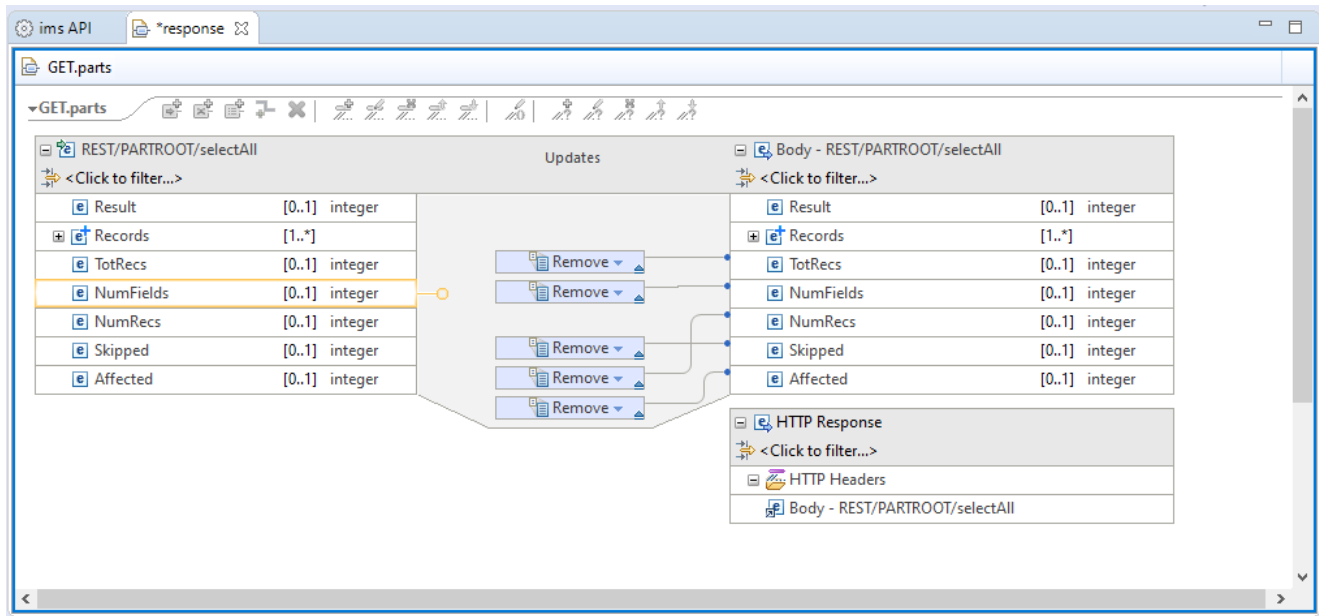 ims API
*response
GET.parts
GET.parts
REST/PARTROOT/selectAll
<Click to filter...>
Result [0..1] integer
Records [1..*]
TotRecs [0..1] integer
NumFields [0..1] integer
NumRecs [0..1] integer
Skipped [0..1] integer
Affected [0..1] integer
Updates
Remove
Remove
Remove
Remove
Remove
Body - REST/PARTROOT/selectAll
<Click to filter...>
Result [0..1] integer
Records [1..*]
TotRecs [0..1] integer
NumFields [0..1] integer
NumRecs [0..1] integer
Skipped [0..1] integer
Affected [0..1] integer
HTTP Response
<Click to filter...>
HTTP Headers
Body - REST/PARTROOT/selectAll